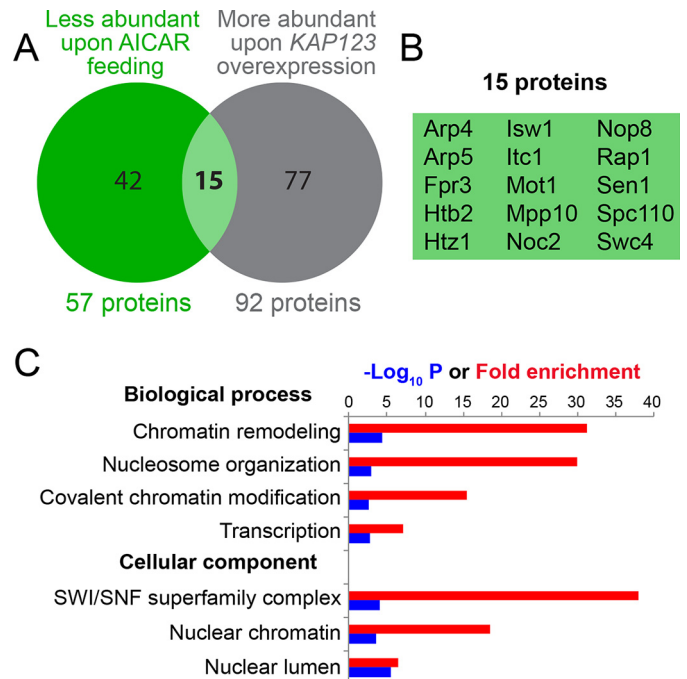 A
Less abundant
upon AICAR
feeding
More abundant
upon KAP123
overexpression
42
15
77
57 proteins
92 proteins
B
15 proteins
Arp4 Isw1 Nop8
Arp5 Itc1 Rap1
Fpr3 Mot1 Sen1
Htb2 Mpp10 Spc110
Htz1 Noc2 Swc4
C
-Log10 P or Fold enrichment
0 5 10 15 20 25 30 35 40
Biological process
Chromatin remodeling
Nucleosome organization
Covalent chromatin modification
Transcription
Cellular component
SWI/SNF superfamily complex
Nuclear chromatin
Nuclear lumen